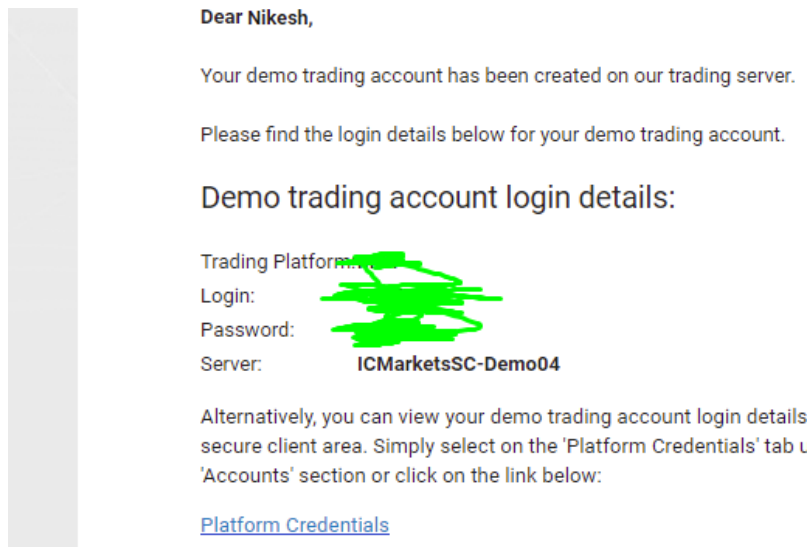 Dear Nikesh,
Your demo trading account has been created on our trading server.
Please find the login details below for your demo trading account.
Demo trading account login details:
Trading Platform:
Login:
Password:
Server: ICMarketsSC-Demo04
Alternatively, you can view your demo trading account login details
secure client area. Simply select on the 'Platform Credentials' tab
'Accounts' section or click on the link below:
Platform Credentials